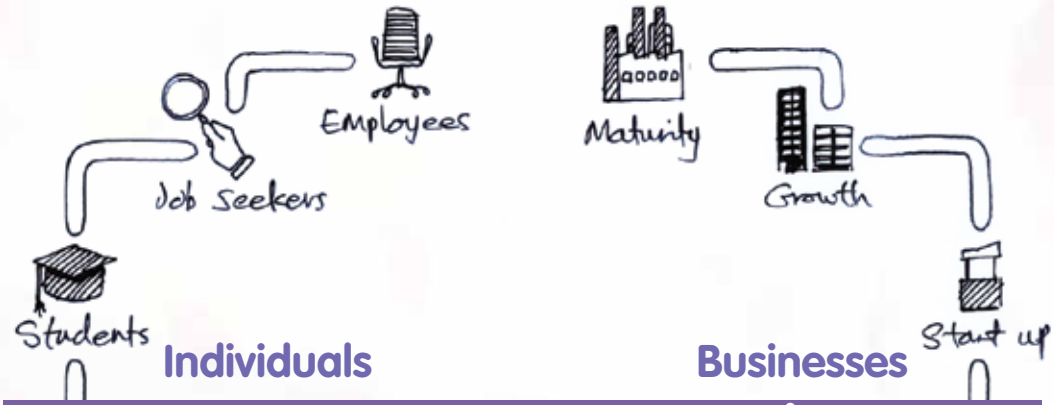 Employees
Maturity
Job Seekers
Growth
Students
Start up
Individuals
Businesses